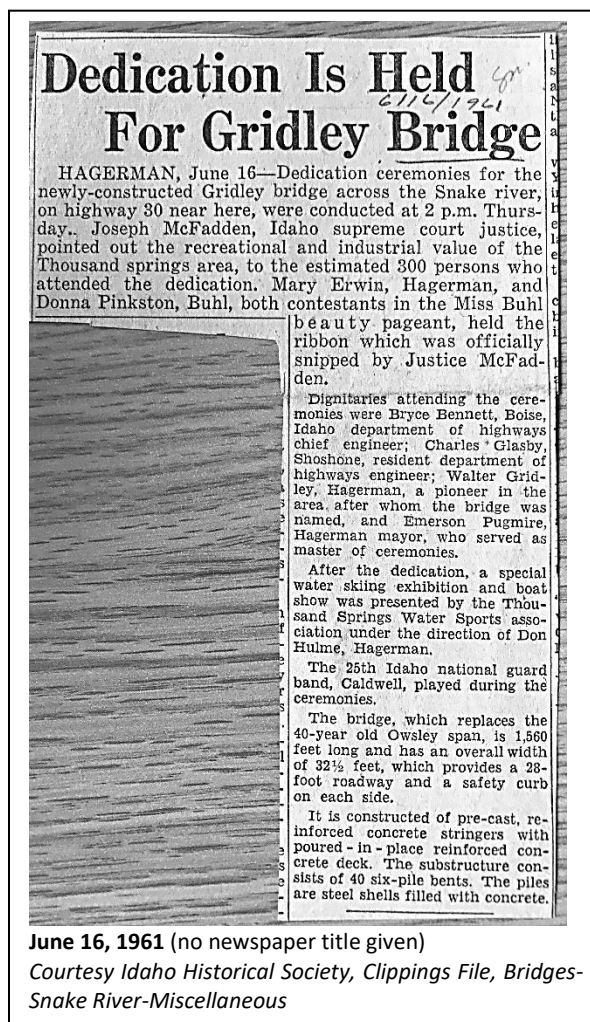 Dedication Is Held
For Gridley Bridge
6/16/1961
HAGERMAN, June 16—Dedication ceremonies for the
newly-constructed Gridley bridge across the Snake river,
on highway 30 near here, were conducted at 2 p.m. Thurs-
day.. Joseph McFadden, Idaho supreme court justice,
pointed out the recreational and industrial value of the
Thousand springs area, to the estimated 300 persons who
attended the dedication. Mary Erwin, Hagerman, and
Donna Pinkston, Buhl, both contestants in the Miss Buhl
beauty pageant, held the
ribbon which was officially
snipped by Justice McFad-
den.
Dignitaries attending the cere-
monies were Bryce Bennett, Boise,
Idaho department of highways
chief engineer; Charles Glasby,
Shoshone, resident department of
highways engineer; Walter Grid-
ley, Hagerman, a pioneer in the
area, after whom the bridge was
named, and Emerson Pugmire,
Hagerman mayor, who served as
master of ceremonies.
After the dedication, a special
water skiing exhibition and boat
show was presented by the Thou-
sand Springs Water Sports asso-
ciation under the direction of Don
Hulme, Hagerman.
The 25th Idaho national guard
band, Caldwell, played during the
ceremonies.
The bridge, which replaces the
40-year old Owsley span, is 1,560
feet long and has an overall width
of 32½ feet, which provides a 28-
foot roadway and a safety curb
on each side.
It is constructed of pre-cast, re-
inforced concrete stringers with
poured-in-place reinforced con-
crete deck. The substructure con-
sists of 40 six-pile bents. The piles
are steel shells filled with concrete.
June 16, 1961 (no newspaper title given)
Courtesy Idaho Historical Society, Clippings File, Bridges-
Snake River-Miscellaneous